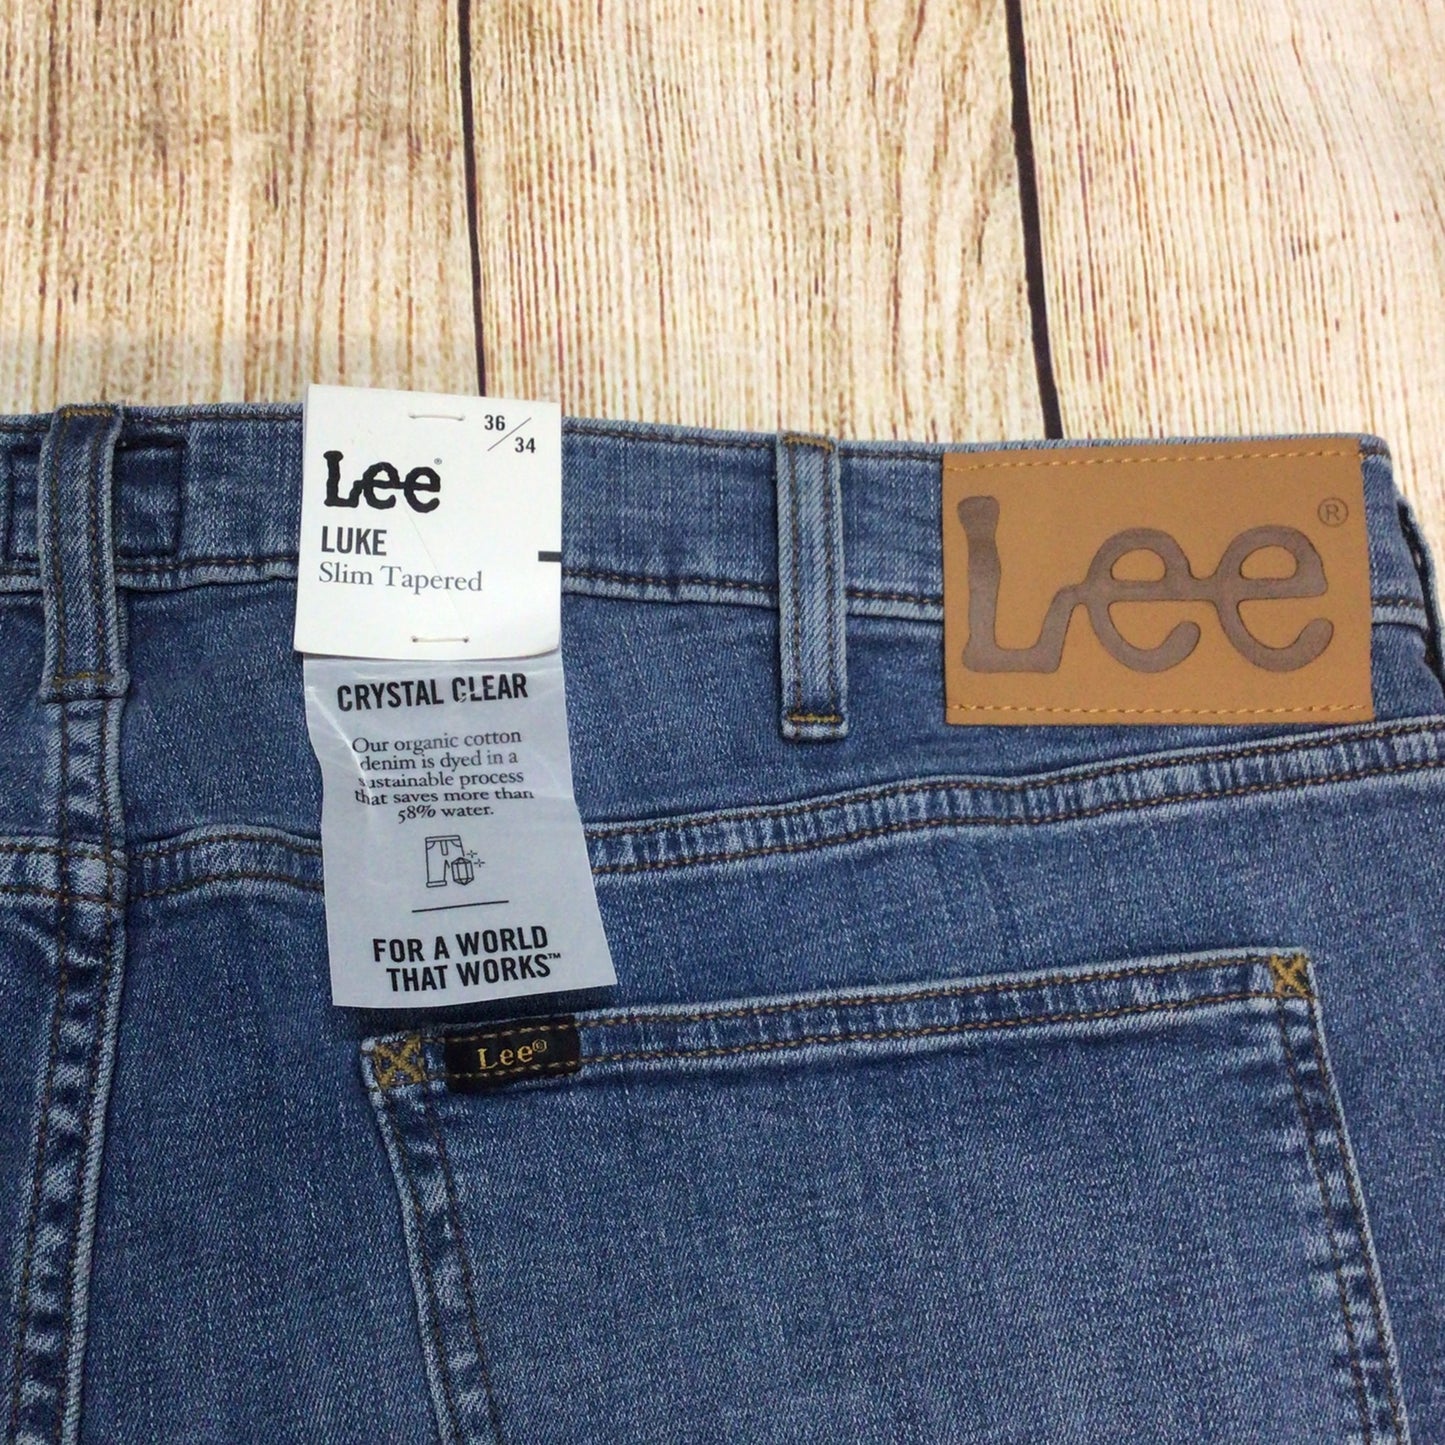 36/34
Lee®
LUKE
Slim Tapered
CRYSTAL CLEAR
Our organic cotton
denim is dyed in a
sustainable process
that saves more than
58% water.
FOR A WORLD
THAT WORKS™
Lee®
Lee®